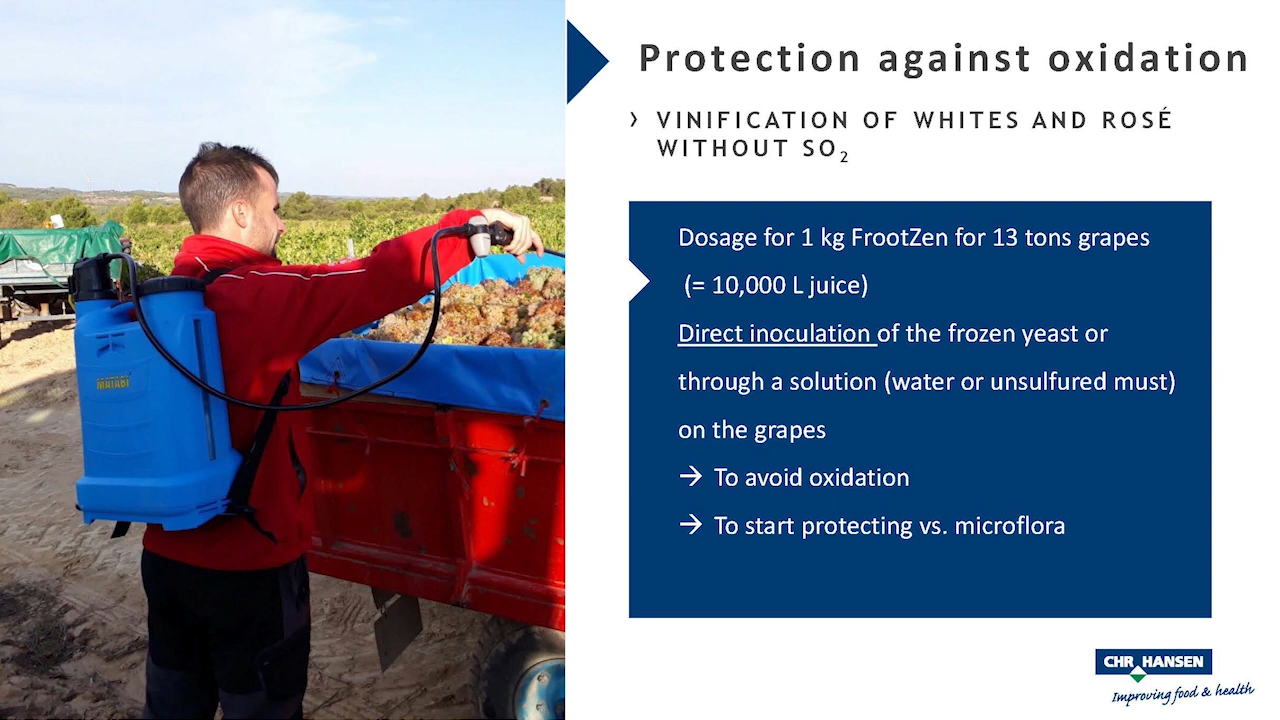 Protection against oxidation
› VINIFICATION OF WHITES AND ROSÉ
WITHOUT SO₂
Dosage for 1 kg FrootZen for 13 tons grapes
(= 10,000 L juice)
Direct inoculation of the frozen yeast or
through a solution (water or unsulfured must)
on the grapes
→ To avoid oxidation
→ To start protecting vs. microflora
MATABI
CHR HANSEN
Improving food & health